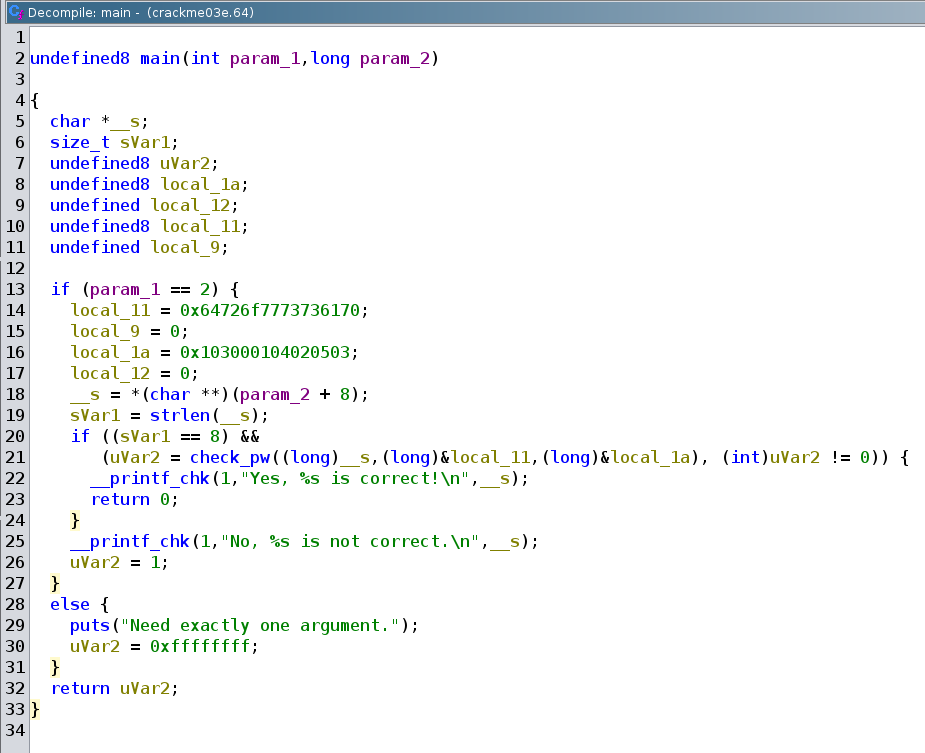 Decompile: main - (crackme03e.64)
1
2 undefined8 main(int param_1,long param_2)
3
4 {
5   char *__s;
6   size_t sVar1;
7   undefined8 uVar2;
8   undefined8 local_1a;
9   undefined local_12;
10   undefined8 local_11;
11   undefined local_9;
12
13   if (param_1 == 2) {
14     local_11 = 0x64726f7773736170;
15     local_9 = 0;
16     local_1a = 0x103000104020503;
17     local_12 = 0;
18     __s = *(char **)(param_2 + 8);
19     sVar1 = strlen(__s);
20     if ((sVar1 == 8) &&
21        (uVar2 = check_pw((long)__s,(long)&local_11,(long)&local_1a), (int)uVar2 != 0)) {
22       __printf_chk(1,"Yes, %s is correct!\n",__s);
23       return 0;
24     }
25     __printf_chk(1,"No, %s is not correct.\n",__s);
26     uVar2 = 1;
27   }
28   else {
29     puts("Need exactly one argument.");
30     uVar2 = 0xffffffff;
31   }
32   return uVar2;
33 }
34